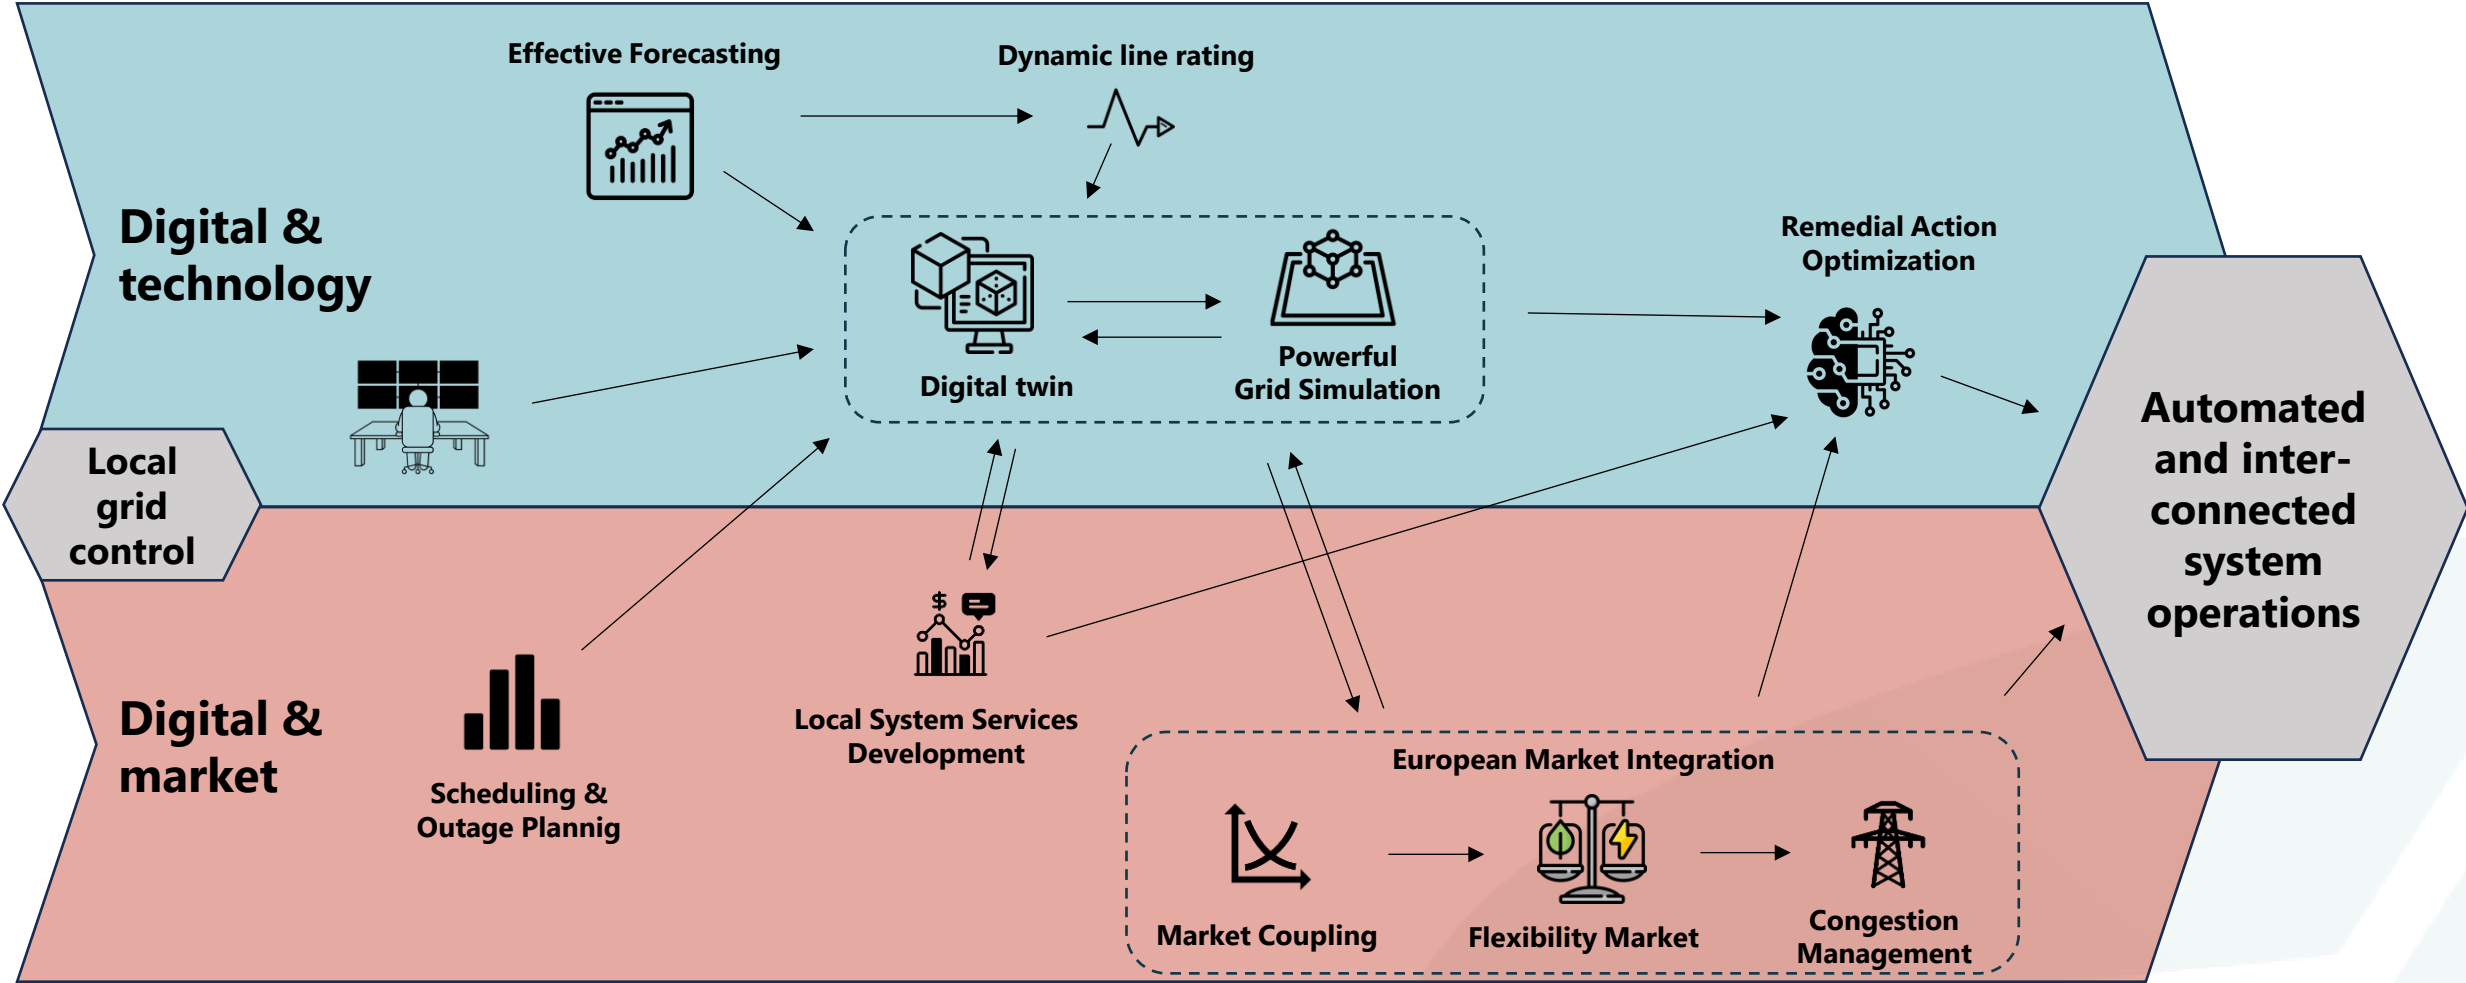 Effective Forecasting
Dynamic line rating
Digital &
technology
Remedial Action
Optimization
Digital twin
Powerful
Grid Simulation
Local
grid
control
Automated
and inter-
connected
system
operations
Digital &
market
Scheduling &
Outage Plannig
$
Local System Services
Development
European Market Integration
Market Coupling
Flexibility Market
Congestion
Management